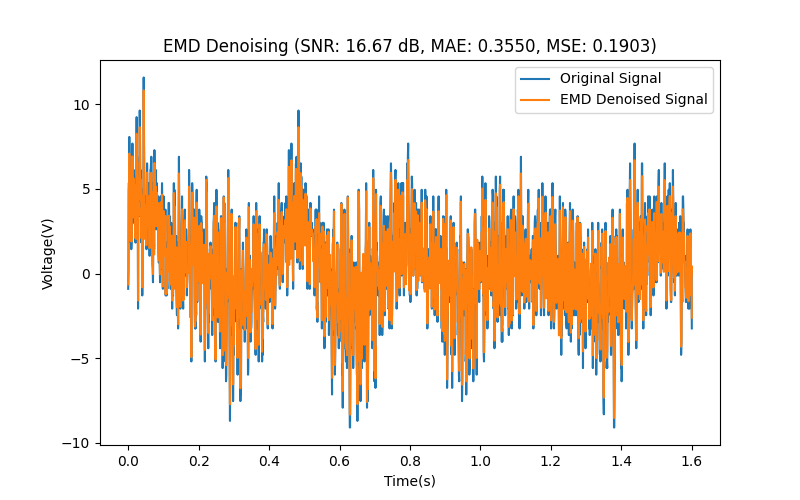 EMD Denoising (SNR: 16.67 dB, MAE: 0.3550, MSE: 0.1903)
Original Signal
EMD Denoised Signal
10
5
0
−5
−10
Voltage(V)
0.0 0.2 0.4 0.6 0.8 1.0 1.2 1.4 1.6
Time(s)